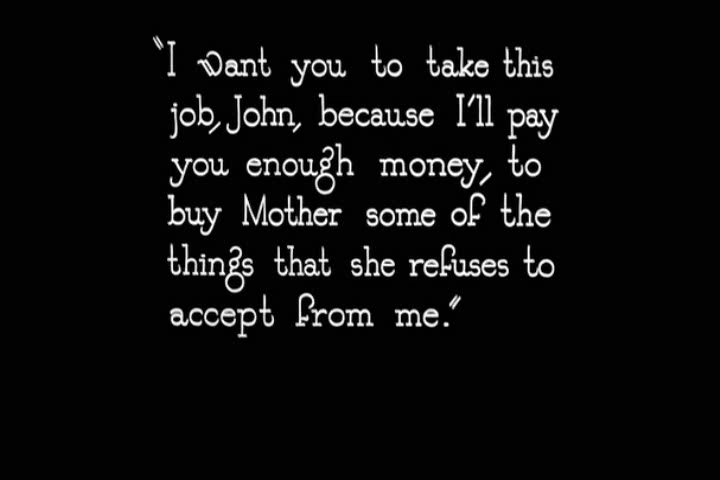 "I want you to take this
job, John, because I'll pay
you enough money, to
buy Mother some of the
things that she refuses to
accept from me."